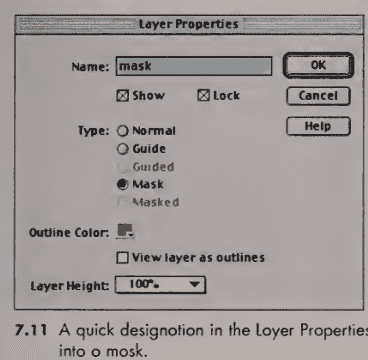 Layer Properties
Name: mask
OK
Show Lock
Cancel
Type: Normal
Help
Guide
Guided
Mask
Masked
Outline Color:
View layer as outlines
Layer Height: 100%
7.11 A quick designotion in the Loyer Properties
into o mosk.